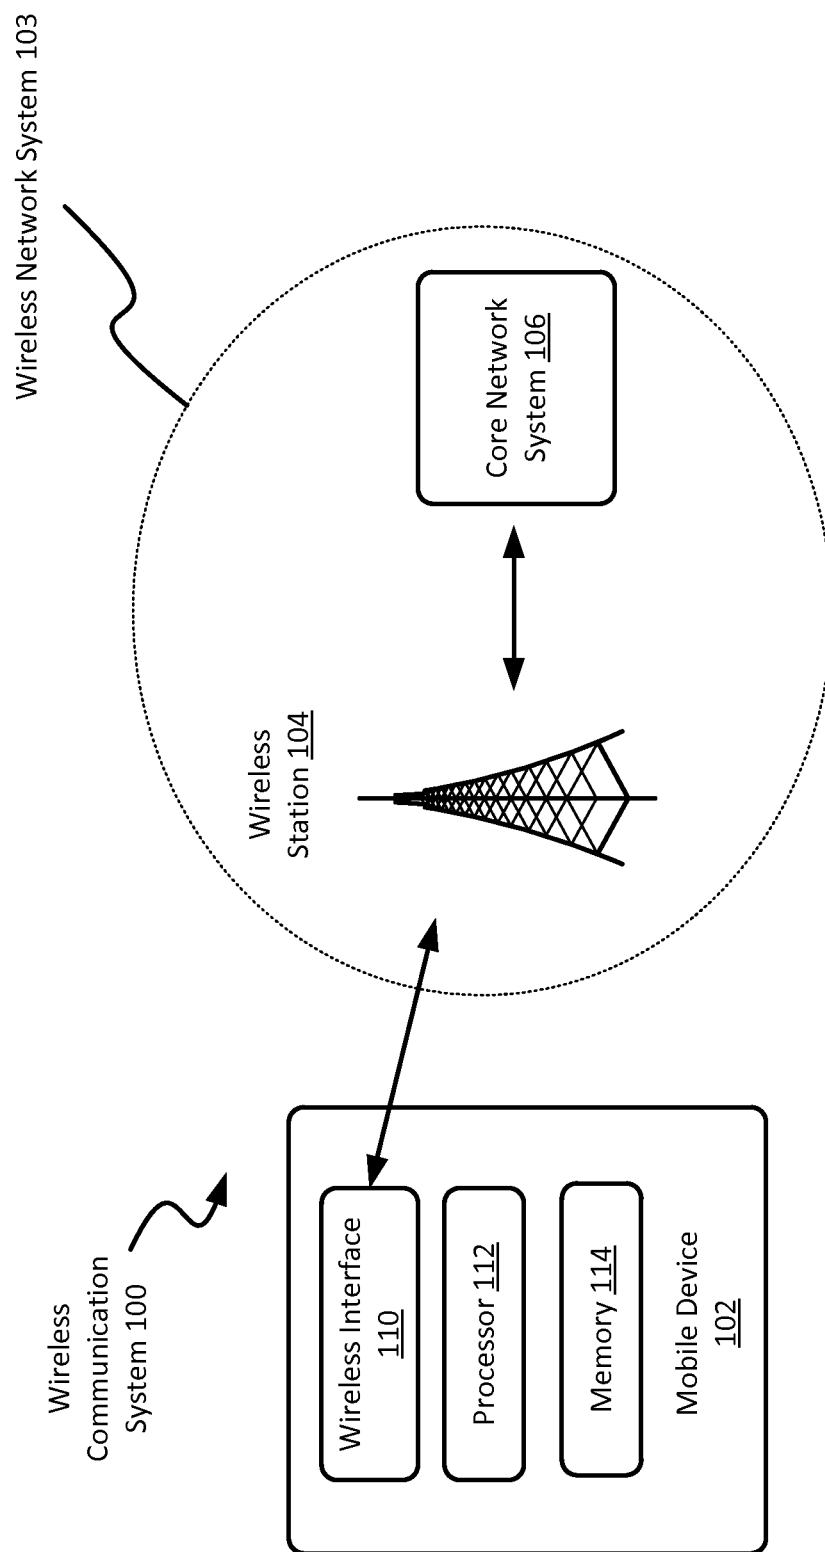 Wireless
Communication
System 100
Wireless Network System 103
Wireless
Station 104
Core Network
System 106
Wireless Interface
110
Processor 112
Memory 114
Mobile Device
102